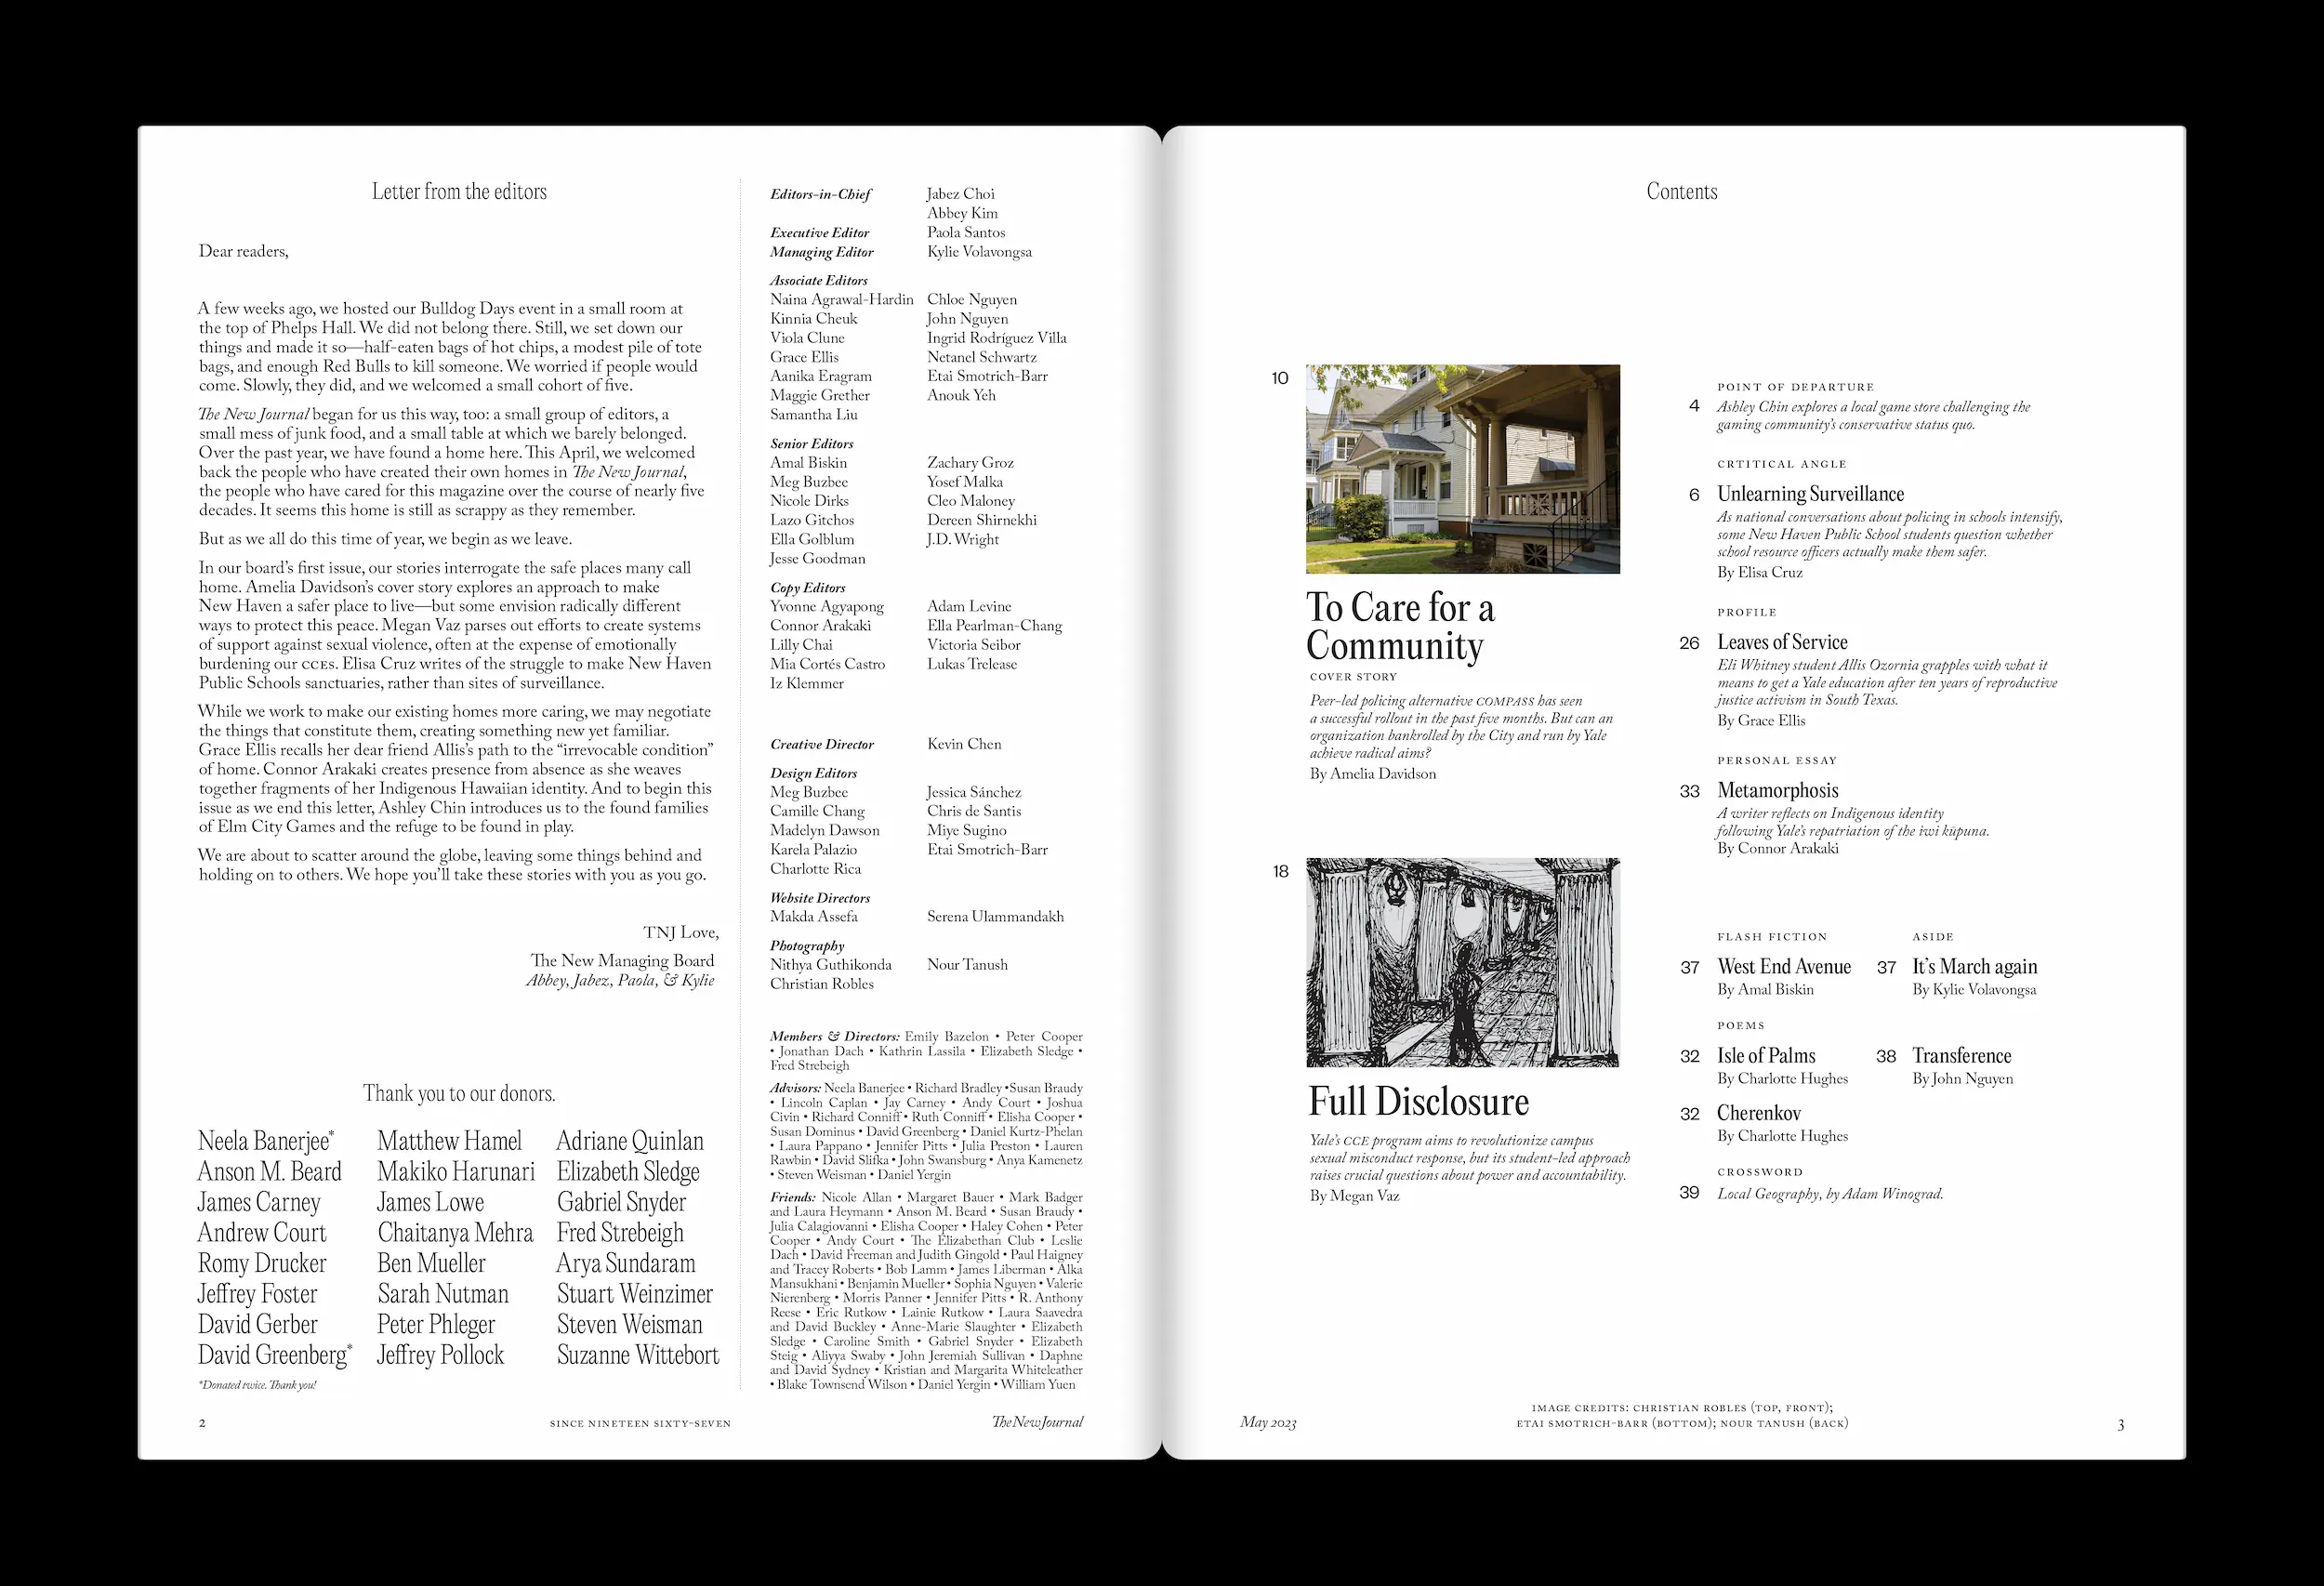 Letter from the editors
Dear readers,
A few weeks ago, we hosted our Bulldog Days event in a small room at
the top of Phelps Hall. We did not belong there. Still, we set down our
things and made it so—half-eaten bags of hot chips, a modest pile of tote
bags, and enough Red Bulls to kill someone. We worried if people would
come. Slowly, they did, and we welcomed a small cohort of five.
The New Journal began for us this way, too: a small group of editors, a
small mess of junk food, and a small table at which we barely belonged.
Over the past year, we have found a home here. This April, we welcomed
back the people who have created their own homes in The New Journal,
the people who have cared for this magazine over the course of nearly five
decades. It seems this home is still as scrappy as they remember.
But as we all do this time of year, we begin as we leave.
In our board's first issue, our stories interrogate the safe places many call
home. Amelia Davidson's cover story explores an approach to make
New Haven a safer place to live—but some envision radically different
ways to protect this peace. Megan Vaz parses out efforts to create systems
of support against sexual violence, often at the expense of emotionally
burdening our CCEs. Elisa Cruz writes of the struggle to make New Haven
Public Schools sanctuaries, rather than sites of surveillance.
While we work to make our existing homes more caring, we may negotiate
the things that constitute them, creating something new yet familiar.
Grace Ellis recalls her dear friend Allis's path to the “irrevocable condition”
of home. Connor Arakaki creates presence from absence as she weaves
together fragments of her Indigenous Hawaiian identity. And to begin this
issue as we end this letter, Ashley Chin introduces us to the found families
of Elm City Games and the refuge to be found in play.
We are about to scatter around the globe, leaving some things behind and
holding on to others. We hope you'll take these stories with you as you go.
TNJ Love,
The New Managing Board
Abbey, Jabez, Paola, & Kylie
Thank you to our donors.
Neela Banerjee* Matthew Hamel Adriane Quinlan
Anson M. Beard Makiko Harunari Elizabeth Sledge
James Carney James Lowe Gabriel Snyder
Andrew Court Chaitanya Mehra Fred Strebeigh
Romy Drucker Ben Mueller Arya Sundaram
Jeffrey Foster Sarah Nutman Stuart Weinzimer
David Gerber Peter Phleger Steven Weisman
David Greenberg* Jeffrey Pollock Suzanne Wittebort
*Donated twice. Thank you!
Editors-in-Chief Jabez Choi
Abbey Kim
Executive Editor Paola Santos
Managing Editor Kylie Volavongsa
Associate Editors
Naina Agrawal-Hardin Chloe Nguyen
Kinnia Cheuk John Nguyen
Viola Clune Ingrid Rodríguez Villa
Grace Ellis Netanel Schwartz
Aanika Eragram Etai Smotrich-Barr
Maggie Grether Anouk Yeh
Samantha Liu
Senior Editors
Amal Biskin Zachary Groz
Meg Buzbee Yosef Malka
Nicole Dirks Cleo Maloney
Lazo Gitchos Dereen Shirnekhi
Ella Golblum J.D. Wright
Jesse Goodman
Copy Editors
Yvonne Agyapong Adam Levine
Connor Arakaki Ella Pearlman-Chang
Lilly Chai Victoria Seibor
Mia Cortés Castro Lukas Trelease
Iz Klemmer
Creative Director Kevin Chen
Design Editors
Meg Buzbee Jessica Sánchez
Camille Chang Chris de Santis
Madelyn Dawson Miye Sugino
Karela Palazio Etai Smotrich-Barr
Charlotte Rica
Website Directors
Makda Assefa Serena Ulammandakh
Photography
Nithya Guthikonda Nour Tanush
Christian Robles
Members & Directors: Emily Bazelon • Peter Cooper
• Jonathan Dach • Kathrin Lassila • Elizabeth Sledge •
Fred Strebeigh
Advisors: Neela Banerjee • Richard Bradley •Susan Braudy
• Lincoln Caplan • Jay Carney • Andy Court • Joshua
Civin • Richard Conniff • Ruth Conniff • Elisha Cooper •
Susan Dominus • David Greenberg • Daniel Kurtz-Phelan
• Laura Pappano • Jennifer Pitts • Julia Preston • Lauren
Rawbin • David Slifka • John Swansburg • Anya Kamenetz
• Steven Weisman • Daniel Yergin
Friends: Nicole Allan • Margaret Bauer • Mark Badger
and Laura Heymann • Anson M. Beard • Susan Braudy •
Julia Calagiovanni • Elisha Cooper • Haley Cohen • Peter
Cooper • Andy Court • The Elizabethan Club • Leslie
Dach • David Freeman and Judith Gingold • Paul Haigney
and Tracey Roberts • Bob Lamm • James Liberman • Alka
Mansukhani • Benjamin Mueller • Sophia Nguyen • Valerie
Nierenberg • Morris Panner • Jennifer Pitts • R. Anthony
Reese • Eric Rutkow • Lainie Rutkow • Laura Saavedra
and David Buckley • Anne-Marie Slaughter • Elizabeth
Sledge • Caroline Smith • Gabriel Snyder • Elizabeth
Steig • Aliyya Swaby • John Jeremiah Sullivan • Daphne
and David Sydney • Kristian and Margarita Whiteleather
• Blake Townsend Wilson • Daniel Yergin • William Yuen
2 SINCE NINETEEN SIXTY-SEVEN TheNewJournal
Contents
10
To Care for a
Community
COVER STORY
Peer-led policing alternative COMPASS has seen
a successful rollout in the past five months. But can an
organization bankrolled by the City and run by Yale
achieve radical aims?
By Amelia Davidson
18
Full Disclosure
Yale's CCE program aims to revolutionize campus
sexual misconduct response, but its student-led approach
raises crucial questions about power and accountability.
By Megan Vaz
POINT OF DEPARTURE
4 Ashley Chin explores a local game store challenging the
gaming community's conservative status quo.
CRTITICAL ANGLE
6 Unlearning Surveillance
As national conversations about policing in schools intensify,
some New Haven Public School students question whether
school resource officers actually make them safer.
By Elisa Cruz
PROFILE
26 Leaves of Service
Eli Whitney student Allis Ozornia grapples with what it
means to get a Yale education after ten years of reproductive
justice activism in South Texas.
By Grace Ellis
PERSONAL ESSAY
33 Metamorphosis
A writer reflects on Indigenous identity
following Yale's repatriation of the iwi kūpuna.
By Connor Arakaki
FLASH FICTION ASIDE
37 West End Avenue 37 It's March again
By Amal Biskin By Kylie Volavongsa
POEMS
32 Isle of Palms 38 Transference
By Charlotte Hughes By John Nguyen
32 Cherenkov
By Charlotte Hughes
CROSSWORD
39 Local Geography, by Adam Winograd.
May 2023
IMAGE CREDITS: CHRISTIAN ROBLES (TOP, FRONT);
ETAI SMOTRICH-BARR (BOTTOM); NOUR TANUSH (BACK)
3